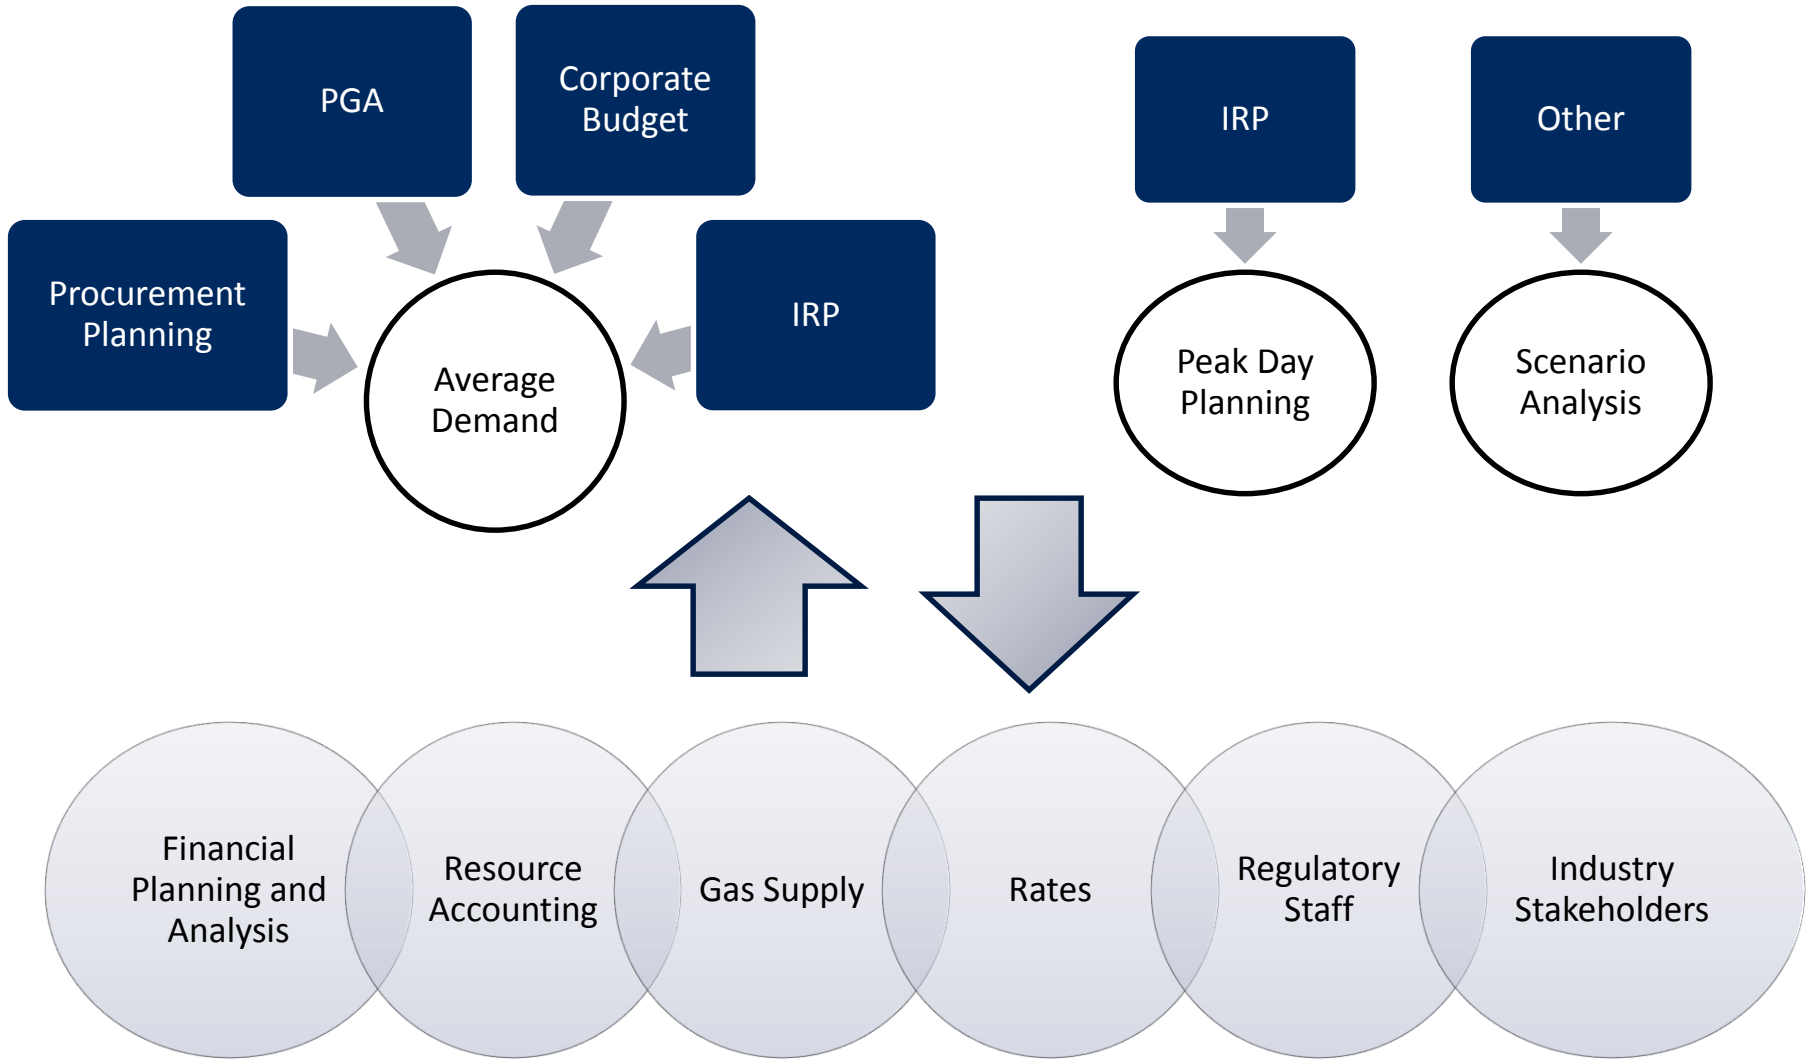 PGA
Corporate
Budget
IRP
Other
Procurement
Planning
IRP
Average
Demand
Peak Day
Planning
Scenario
Analysis
Financial
Planning and
Analysis
Resource
Accounting
Gas Supply
Rates
Regulatory
Staff
Industry
Stakeholders